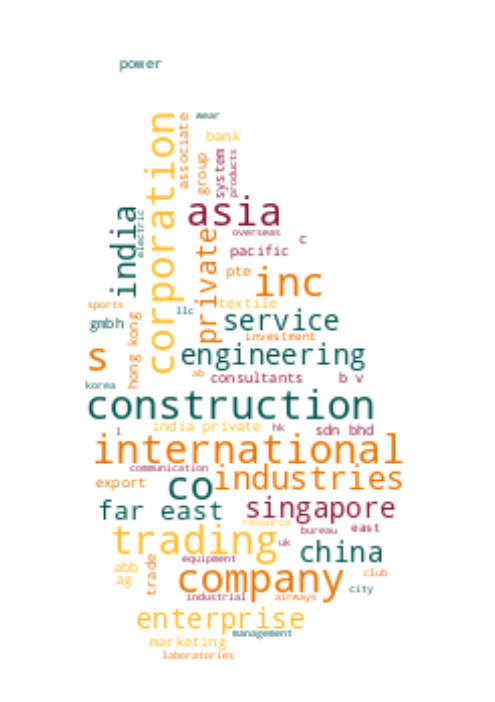 power
wear
corporation
associate
bank
group
system
products
asia
india
electric
overseas
c
private
pacific
pte
inc
sports
llc
textile
gmbh
service
hong kong
investment
s
engineering
korea
ab
consultants
b v
construction
l
india private
hk
sdn bhd
international
communication
export
co
industries
far east
singapore
resource
trading
bureau
east
uk
china
abb
ag
trade
equipment
company
club
city
industrial
airways
enterprise
management
marketing
laboratories